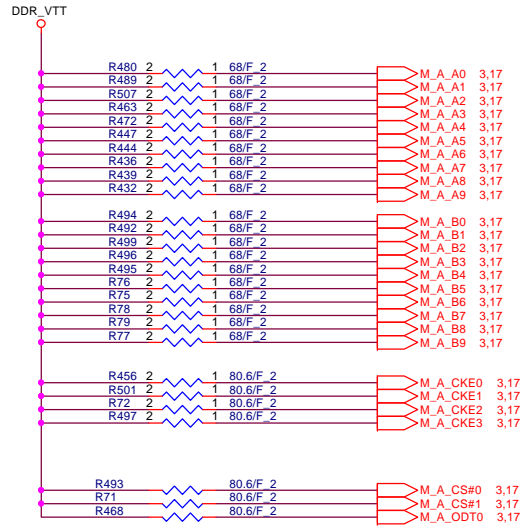 DDR_VTT
R480 2 1 68/F_2 M_A_A0 3,17
R489 2 1 68/F_2 M_A_A1 3,17
R507 2 1 68/F_2 M_A_A2 3,17
R463 2 1 68/F_2 M_A_A3 3,17
R472 2 1 68/F_2 M_A_A4 3,17
R447 2 1 68/F_2 M_A_A5 3,17
R444 2 1 68/F_2 M_A_A6 3,17
R436 2 1 68/F_2 M_A_A7 3,17
R439 2 1 68/F_2 M_A_A8 3,17
R432 2 1 68/F_2 M_A_A9 3,17
R494 2 1 68/F_2 M_A_B0 3,17
R492 2 1 68/F_2 M_A_B1 3,17
R499 2 1 68/F_2 M_A_B2 3,17
R496 2 1 68/F_2 M_A_B3 3,17
R495 2 1 68/F_2 M_A_B4 3,17
R76 2 1 68/F_2 M_A_B5 3,17
R75 2 1 68/F_2 M_A_B6 3,17
R78 2 1 68/F_2 M_A_B7 3,17
R79 2 1 68/F_2 M_A_B8 3,17
R77 2 1 68/F_2 M_A_B9 3,17
R456 2 1 80.6/F_2 M_A_CKE0 3,17
R501 2 1 80.6/F_2 M_A_CKE1 3,17
R72 2 1 80.6/F_2 M_A_CKE2 3,17
R497 2 1 80.6/F_2 M_A_CKE3 3,17
R493 80.6/F_2 M_A_CS#0 3,17
R71 80.6/F_2 M_A_CS#1 3,17
R468 80.6/F_2 M_A_ODT0 3,17